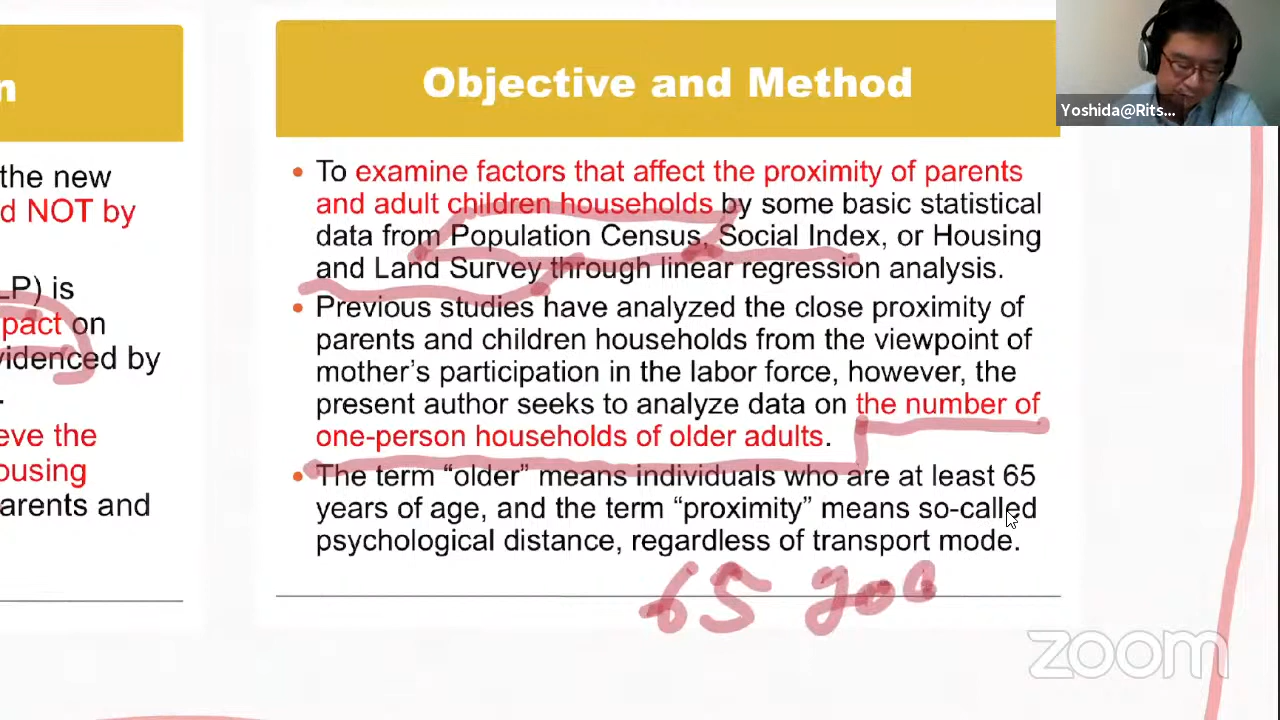 n
the new
d NOT by
LP) is
pact on
videnced by
eve the
ousing
arents and
Objective and Method
• To examine factors that affect the proximity of parents
and adult children households by some basic statistical
data from Population Census, Social Index, or Housing
and Land Survey through linear regression analysis.
• Previous studies have analyzed the close proximity of
parents and children households from the viewpoint of
mother’s participation in the labor force, however, the
present author seeks to analyze data on the number of
one-person households of older adults.
• The term “older” means individuals who are at least 65
years of age, and the term “proximity” means so-called
psychological distance, regardless of transport mode.
65
Yoshida@Rits...
zoom